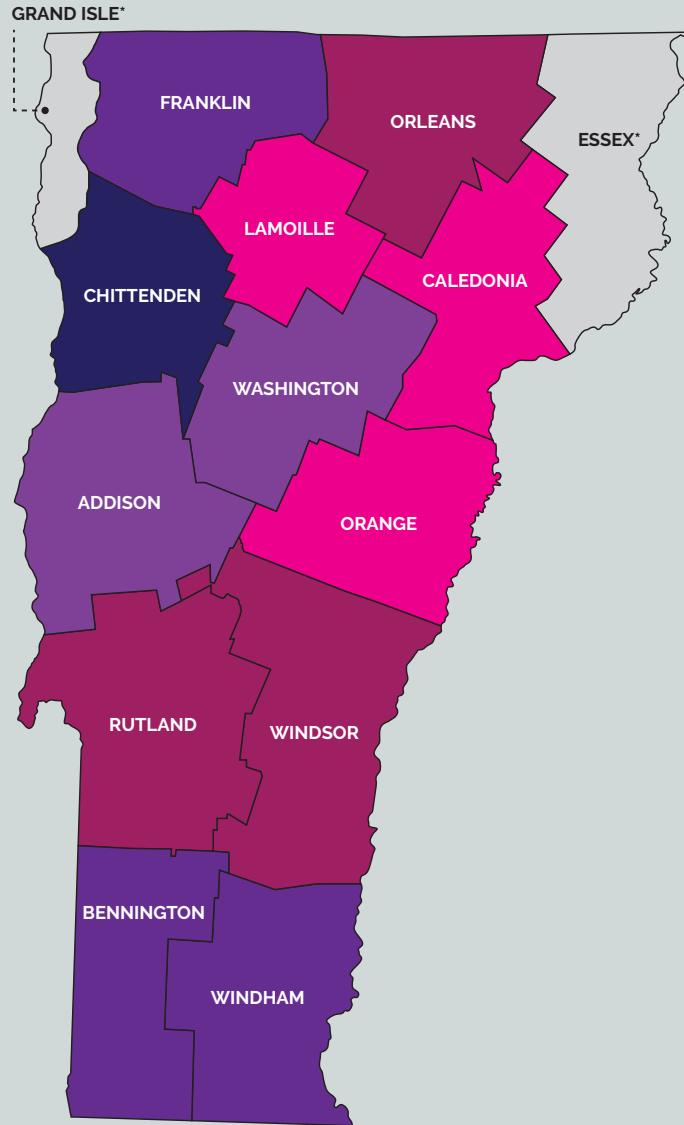 GRAND ISLE*
FRANKLIN
ORLEANS
ESSEX*
LAMOILLE
CALEDONIA
CHITTENDEN
WASHINGTON
ADDISON
ORANGE
RUTLAND
WINDSOR
BENNINGTON
WINDHAM